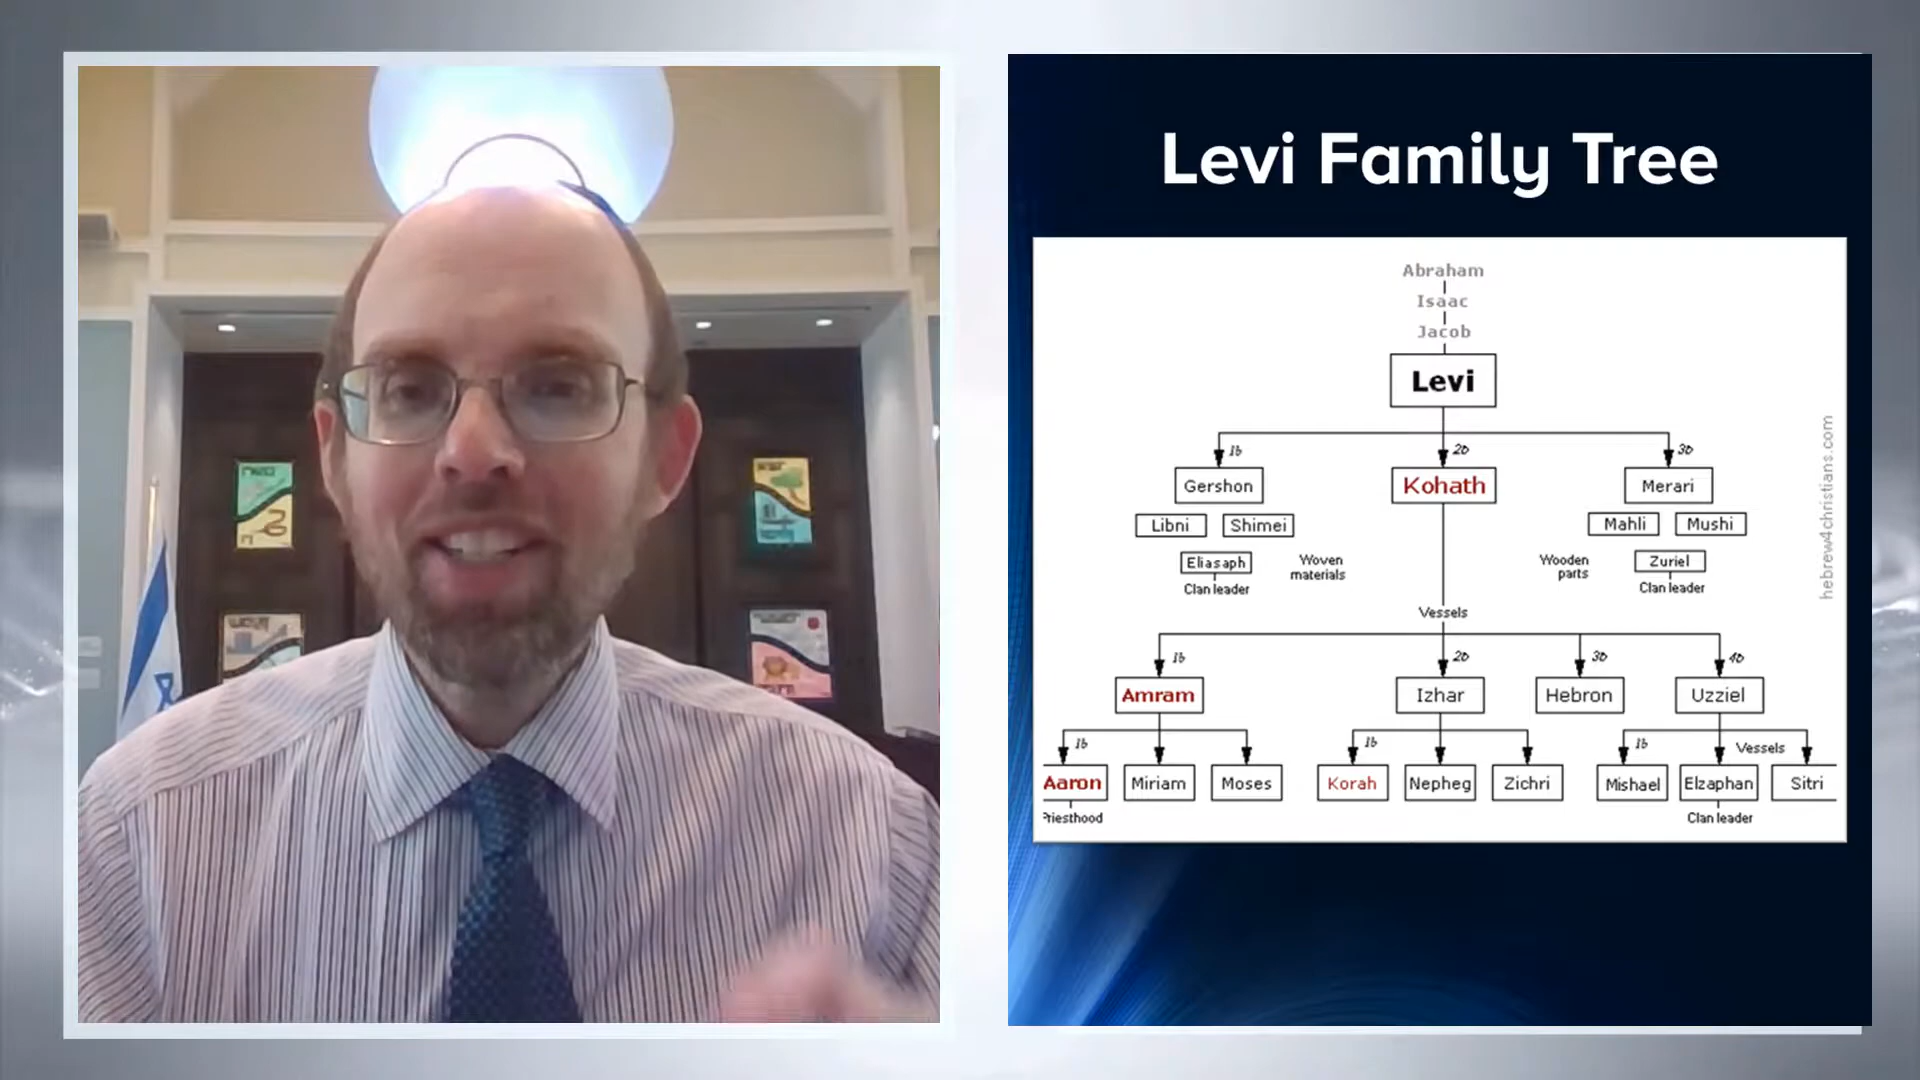 Levi Family Tree
Abraham
Isaac
Jacob
Levi
1b
2b
3b
Gershon
Kohath
Merari
Libni
Shimei
Mahli
Mushi
Eliasaph
Woven
materials
Wooden
parts
Zuriel
Clan leader
Clan leader
Vessels
1b
2b
3b
4b
Amram
Izhar
Hebron
Uzziel
1b
1b
1b
Vessels
Aaron
Miriam
Moses
Korah
Nepheg
Zichri
Mishael
Elzaphan
Sitri
Priesthood
Clan leader
hebrew4christians.com